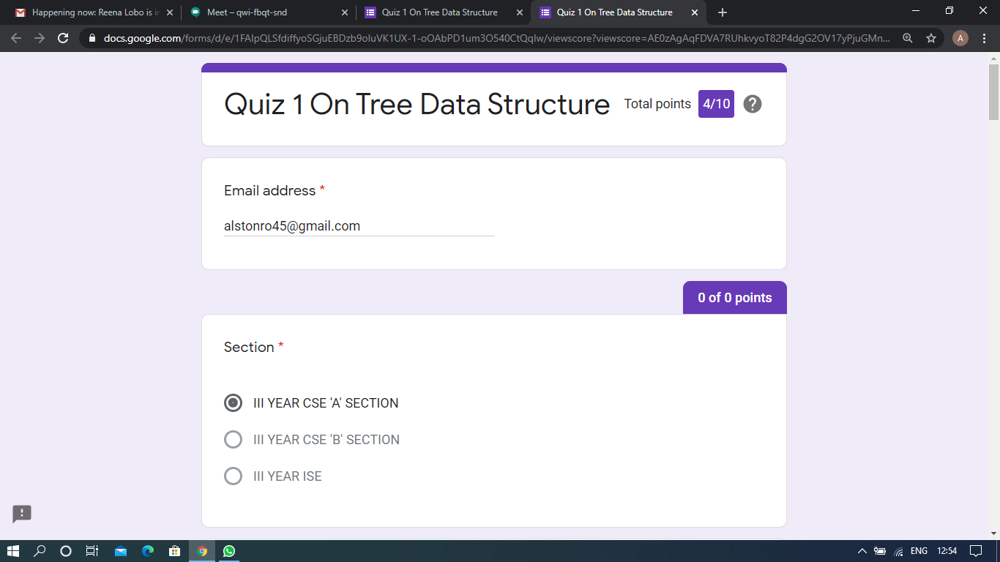 Happening now: Reena Lobo is in
Meet – qwi-fbqt-snd
Quiz 1 On Tree Data Structure
Quiz 1 On Tree Data Structure
docs.google.com/forms/d/e/1FAIpQLSfdiffyoSGjuEBDzb9oluVK1UX-1-oOAbPD1um3O540CtQqIw/viewscore?viewscore=AE0zAgAqFDVA7RUhkvyoT82P4dgG2OV17yPjuGMn...
A
Quiz 1 On Tree Data Structure
Total points 4/10
Email address *
alstonro45@gmail.com
0 of 0 points
Section *
III YEAR CSE 'A' SECTION
III YEAR CSE 'B' SECTION
III YEAR ISE
ENG 12:54